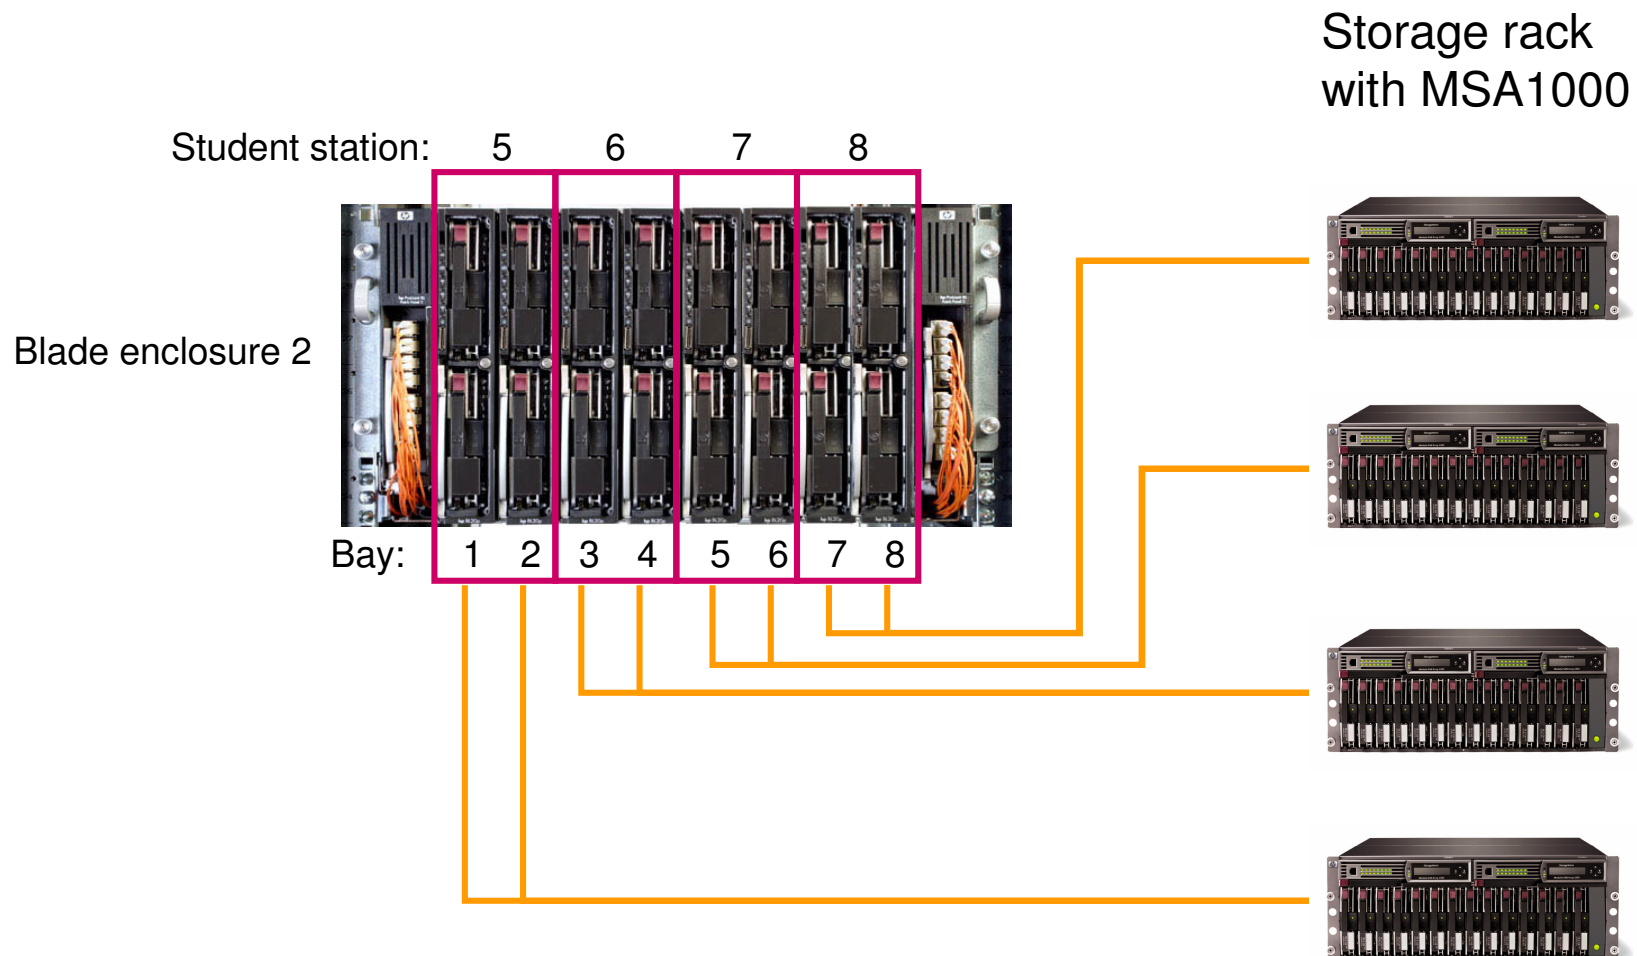 Storage rack
with MSA1000
Student station: 5 6 7 8
Blade enclosure 2
Bay: 1 2 3 4 5 6 7 8